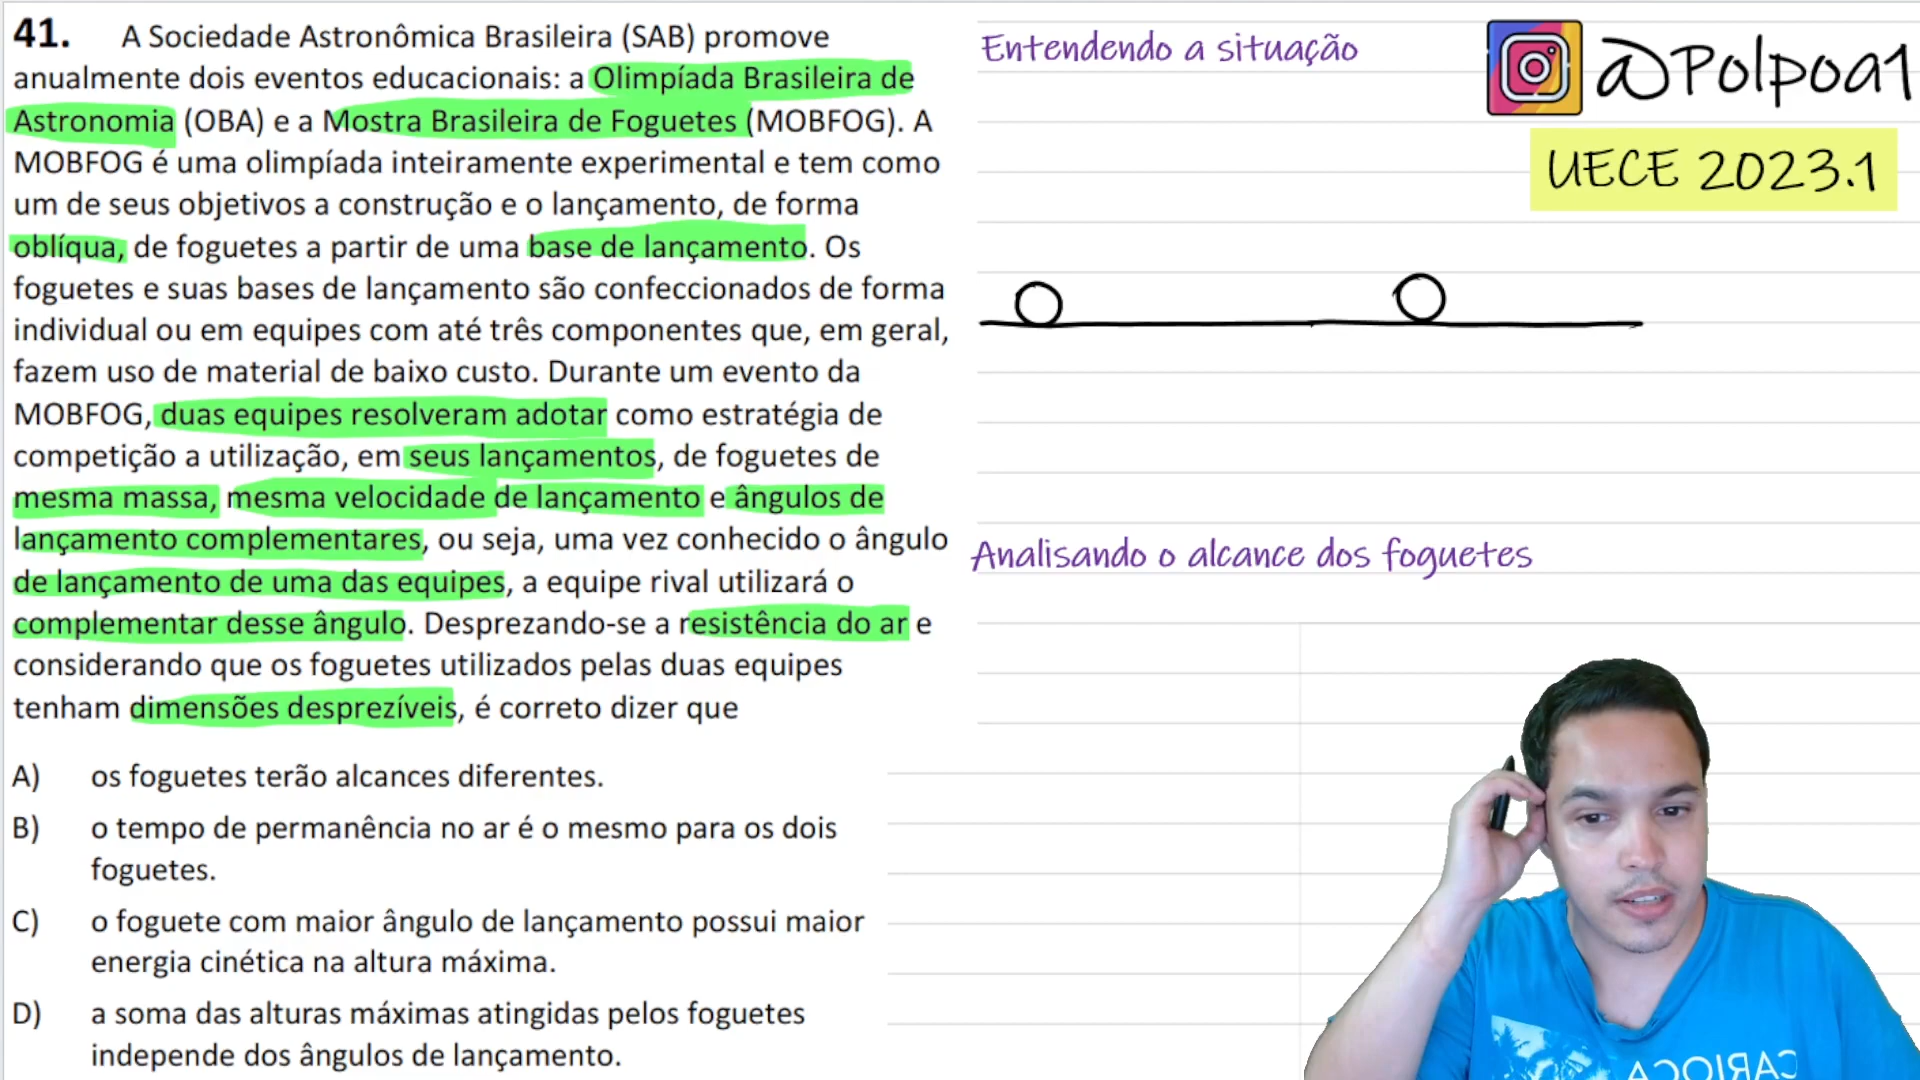 41. A Sociedade Astronômica Brasileira (SAB) promove
anualmente dois eventos educacionais: a Olimpíada Brasileira de
Astronomia (OBA) e a Mostra Brasileira de Foguetes (MOBFOG). A
MOBFOG é uma olimpíada inteiramente experimental e tem como
um de seus objetivos a construção e o lançamento, de forma
oblíqua, de foguetes a partir de uma base de lançamento. Os
foguetes e suas bases de lançamento são confeccionados de forma
individual ou em equipes com até três componentes que, em geral,
fazem uso de material de baixo custo. Durante um evento da
MOBFOG, duas equipes resolveram adotar como estratégia de
competição a utilização, em seus lançamentos, de foguetes de
mesma massa, mesma velocidade de lançamento e ângulos de
lançamento complementares, ou seja, uma vez conhecido o ângulo
de lançamento de uma das equipes, a equipe rival utilizará o
complementar desse ângulo. Desprezando-se a resistência do ar e
considerando que os foguetes utilizados pelas duas equipes
tenham dimensões desprezíveis, é correto dizer que
A) os foguetes terão alcances diferentes.
B) o tempo de permanência no ar é o mesmo para os dois
foguetes.
C) o foguete com maior ângulo de lançamento possui maior
energia cinética na altura máxima.
D) a soma das alturas máximas atingidas pelos foguetes
independe dos ângulos de lançamento.
Entendendo a situação
@Polpoa1
UECE 2023.1
Analisando o alcance dos foguetes
CARIOCA